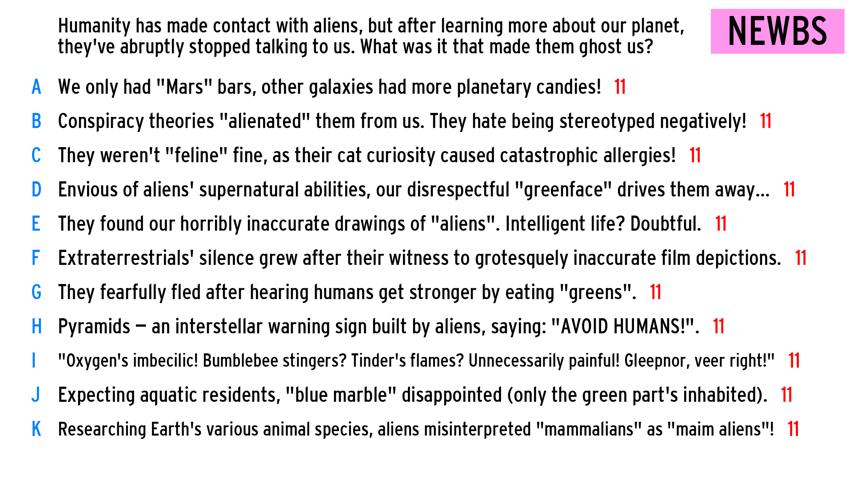 Humanity has made contact with aliens, but after learning more about our planet,
they've abruptly stopped talking to us. What was it that made them ghost us?
NEWBS
A We only had "Mars" bars, other galaxies had more planetary candies! 11
B Conspiracy theories "alienated" them from us. They hate being stereotyped negatively! 11
C They weren't "feline" fine, as their cat curiosity caused catastrophic allergies! 11
D Envious of aliens' supernatural abilities, our disrespectful "greenface" drives them away... 11
E They found our horribly inaccurate drawings of "aliens". Intelligent life? Doubtful. 11
F Extraterrestrials' silence grew after their witness to grotesquely inaccurate film depictions. 11
G They fearfully fled after hearing humans get stronger by eating "greens". 11
H Pyramids – an interstellar warning sign built by aliens, saying: "AVOID HUMANS!". 11
I "Oxygen's imbecilic! Bumblebee stingers? Tinder's flames? Unnecessarily painful! Gleepnor, veer right!" 11
J Expecting aquatic residents, "blue marble" disappointed (only the green part's inhabited). 11
K Researching Earth's various animal species, aliens misinterpreted "mammalians" as "maim aliens"! 11